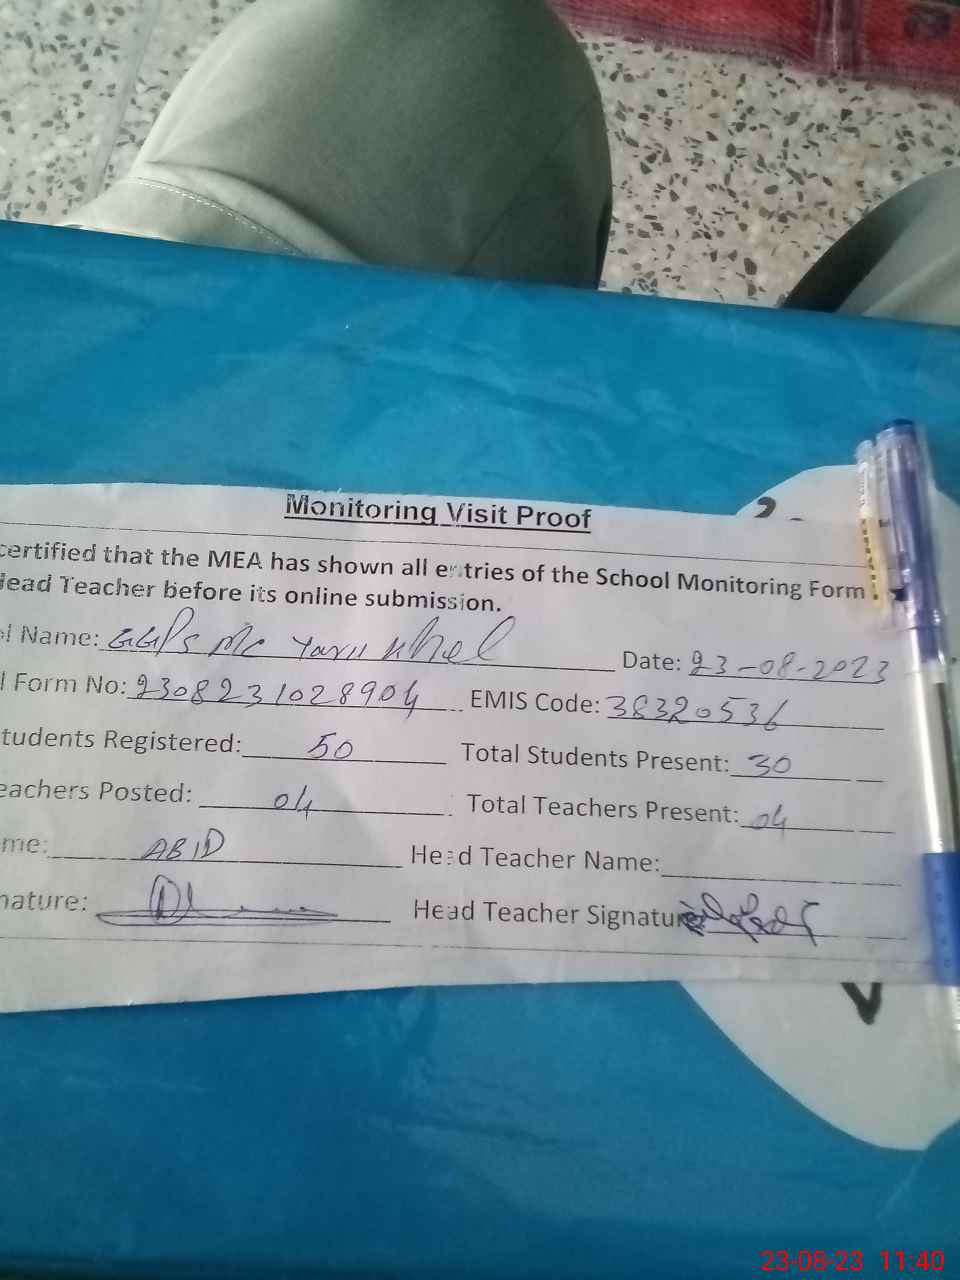 Monitoring Visit Proof
certified that the MEA has shown all entries of the School Monitoring Form
Head Teacher before its online submission.
Name: GGPS MC Yaru Khel Date: 23-08-2023
Form No: 2308231028904 EMIS Code: 38320536
tudents Registered: 50 Total Students Present: 30
eachers Posted: 04 Total Teachers Present: 04
me: ABID Head Teacher Name:
nature: Head Teacher Signature
23-08-23 11:40